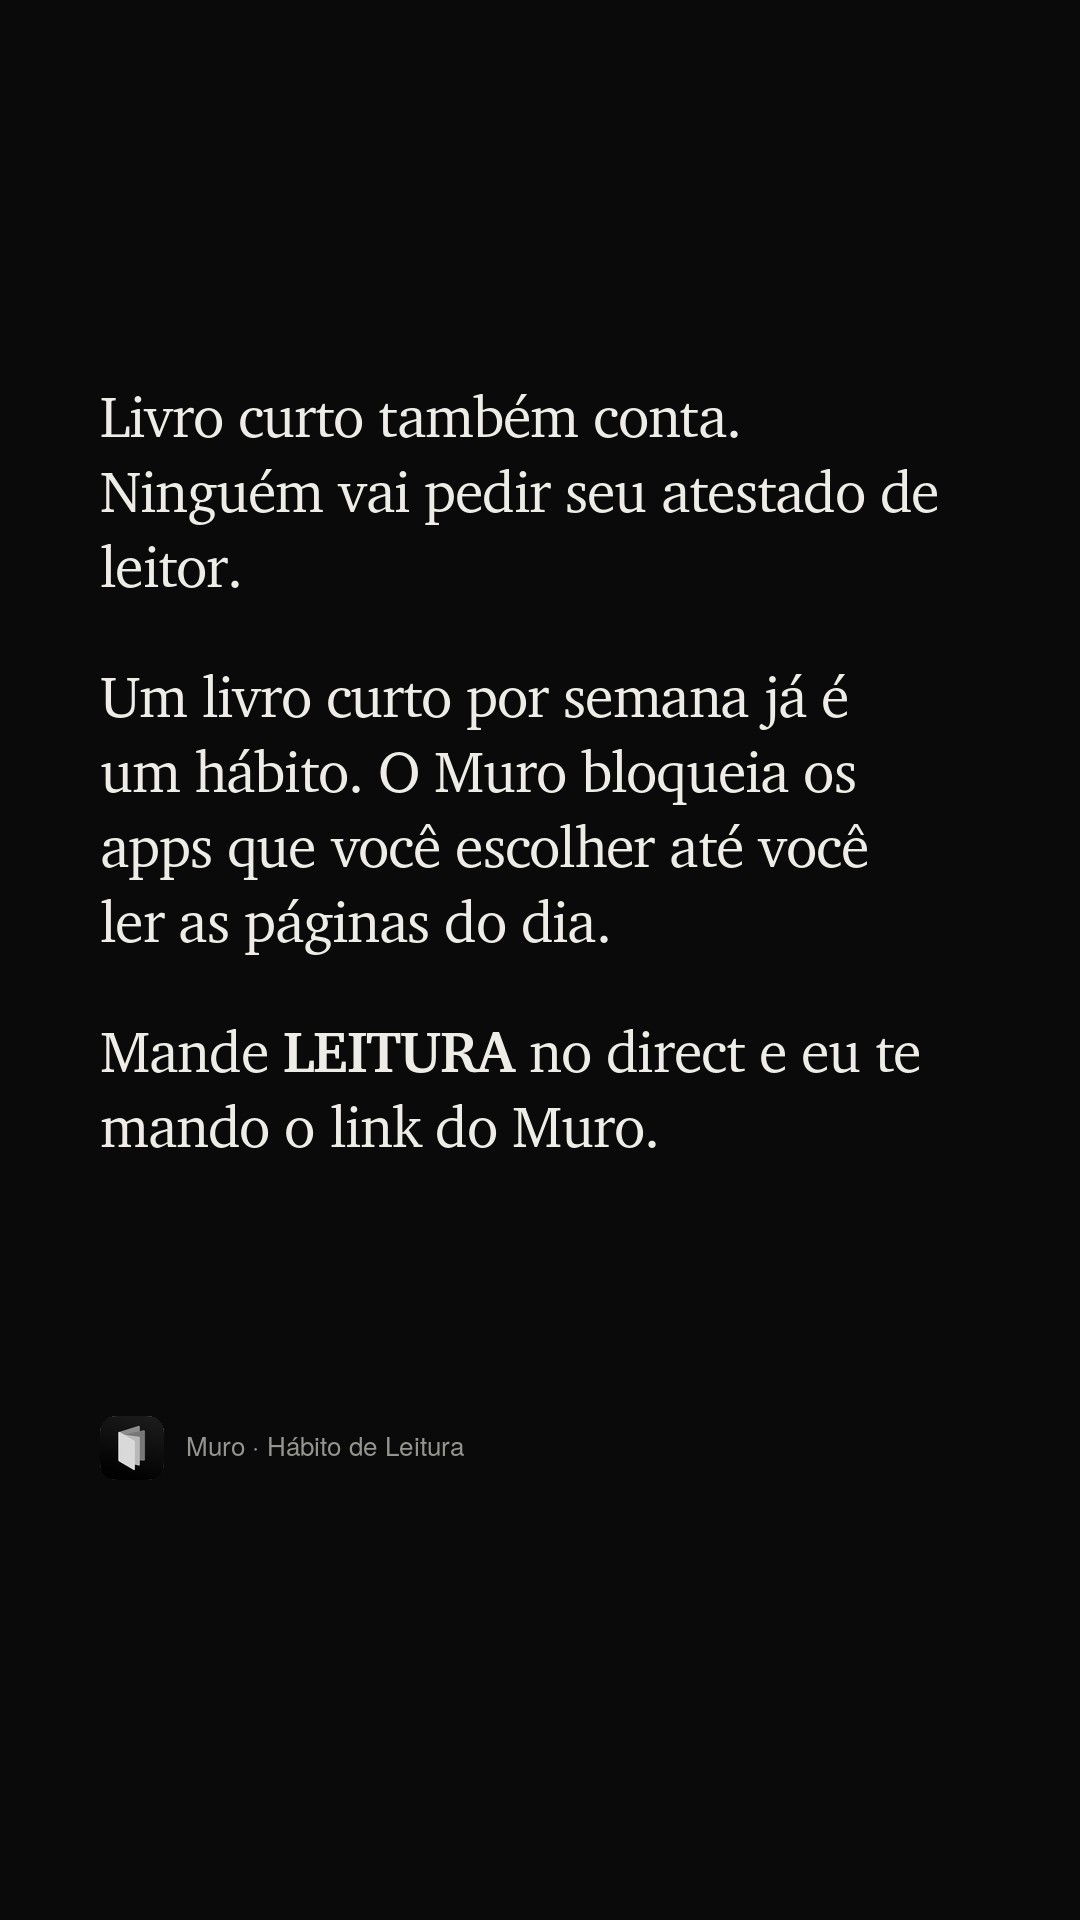 Livro curto também conta.
Ninguém vai pedir seu atestado de
leitor.
Um livro curto por semana já é
um hábito. O Muro bloqueia os
apps que você escolher até você
ler as páginas do dia.
Mande LEITURA no direct e eu te
mando o link do Muro.
Muro · Hábito de Leitura